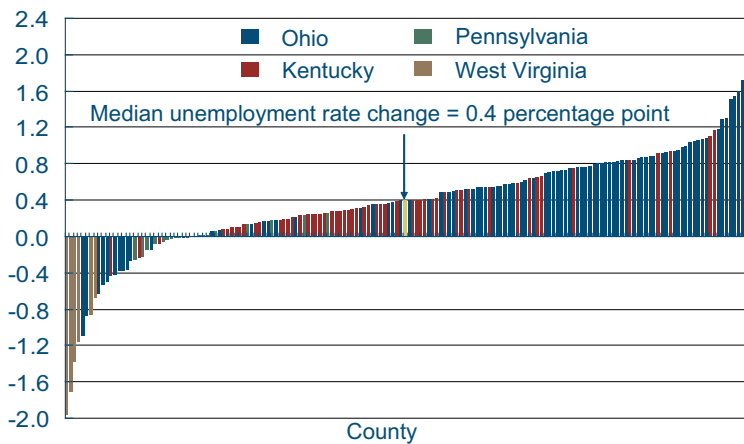 2.4
2.0
1.6
1.2
0.8
0.4
0.0
-0.4
-0.8
-1.2
-1.6
-2.0
Ohio
Pennsylvania
Kentucky
West Virginia
Median unemployment rate change = 0.4 percentage point
County